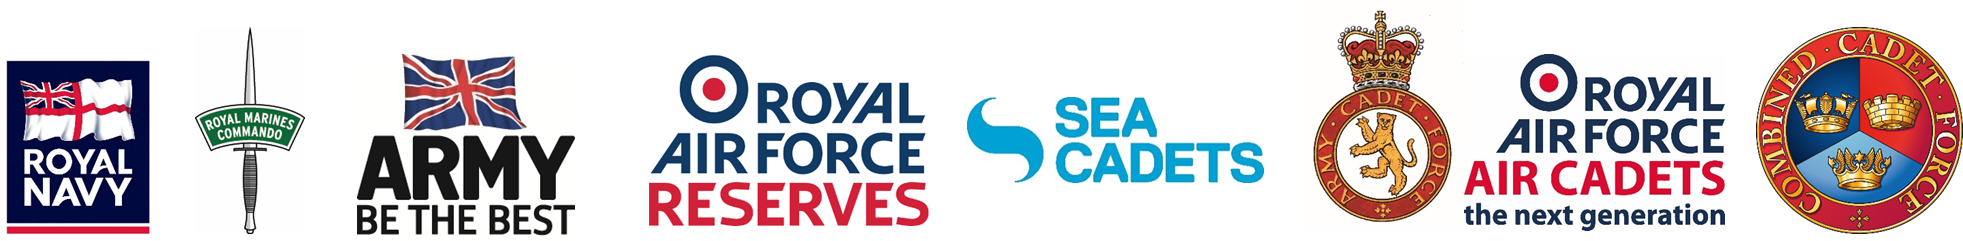 ROYAL
NAVY
ROYAL MARINES
COMMANDO
ARMY
BE THE BEST
ROYAL
AIR FORCE
RESERVES
SEA
CADETS
ARMY · CADET · FORCE
ROYAL
AIR FORCE
AIR CADETS
the next generation
COMBINED · CADET · FORCE